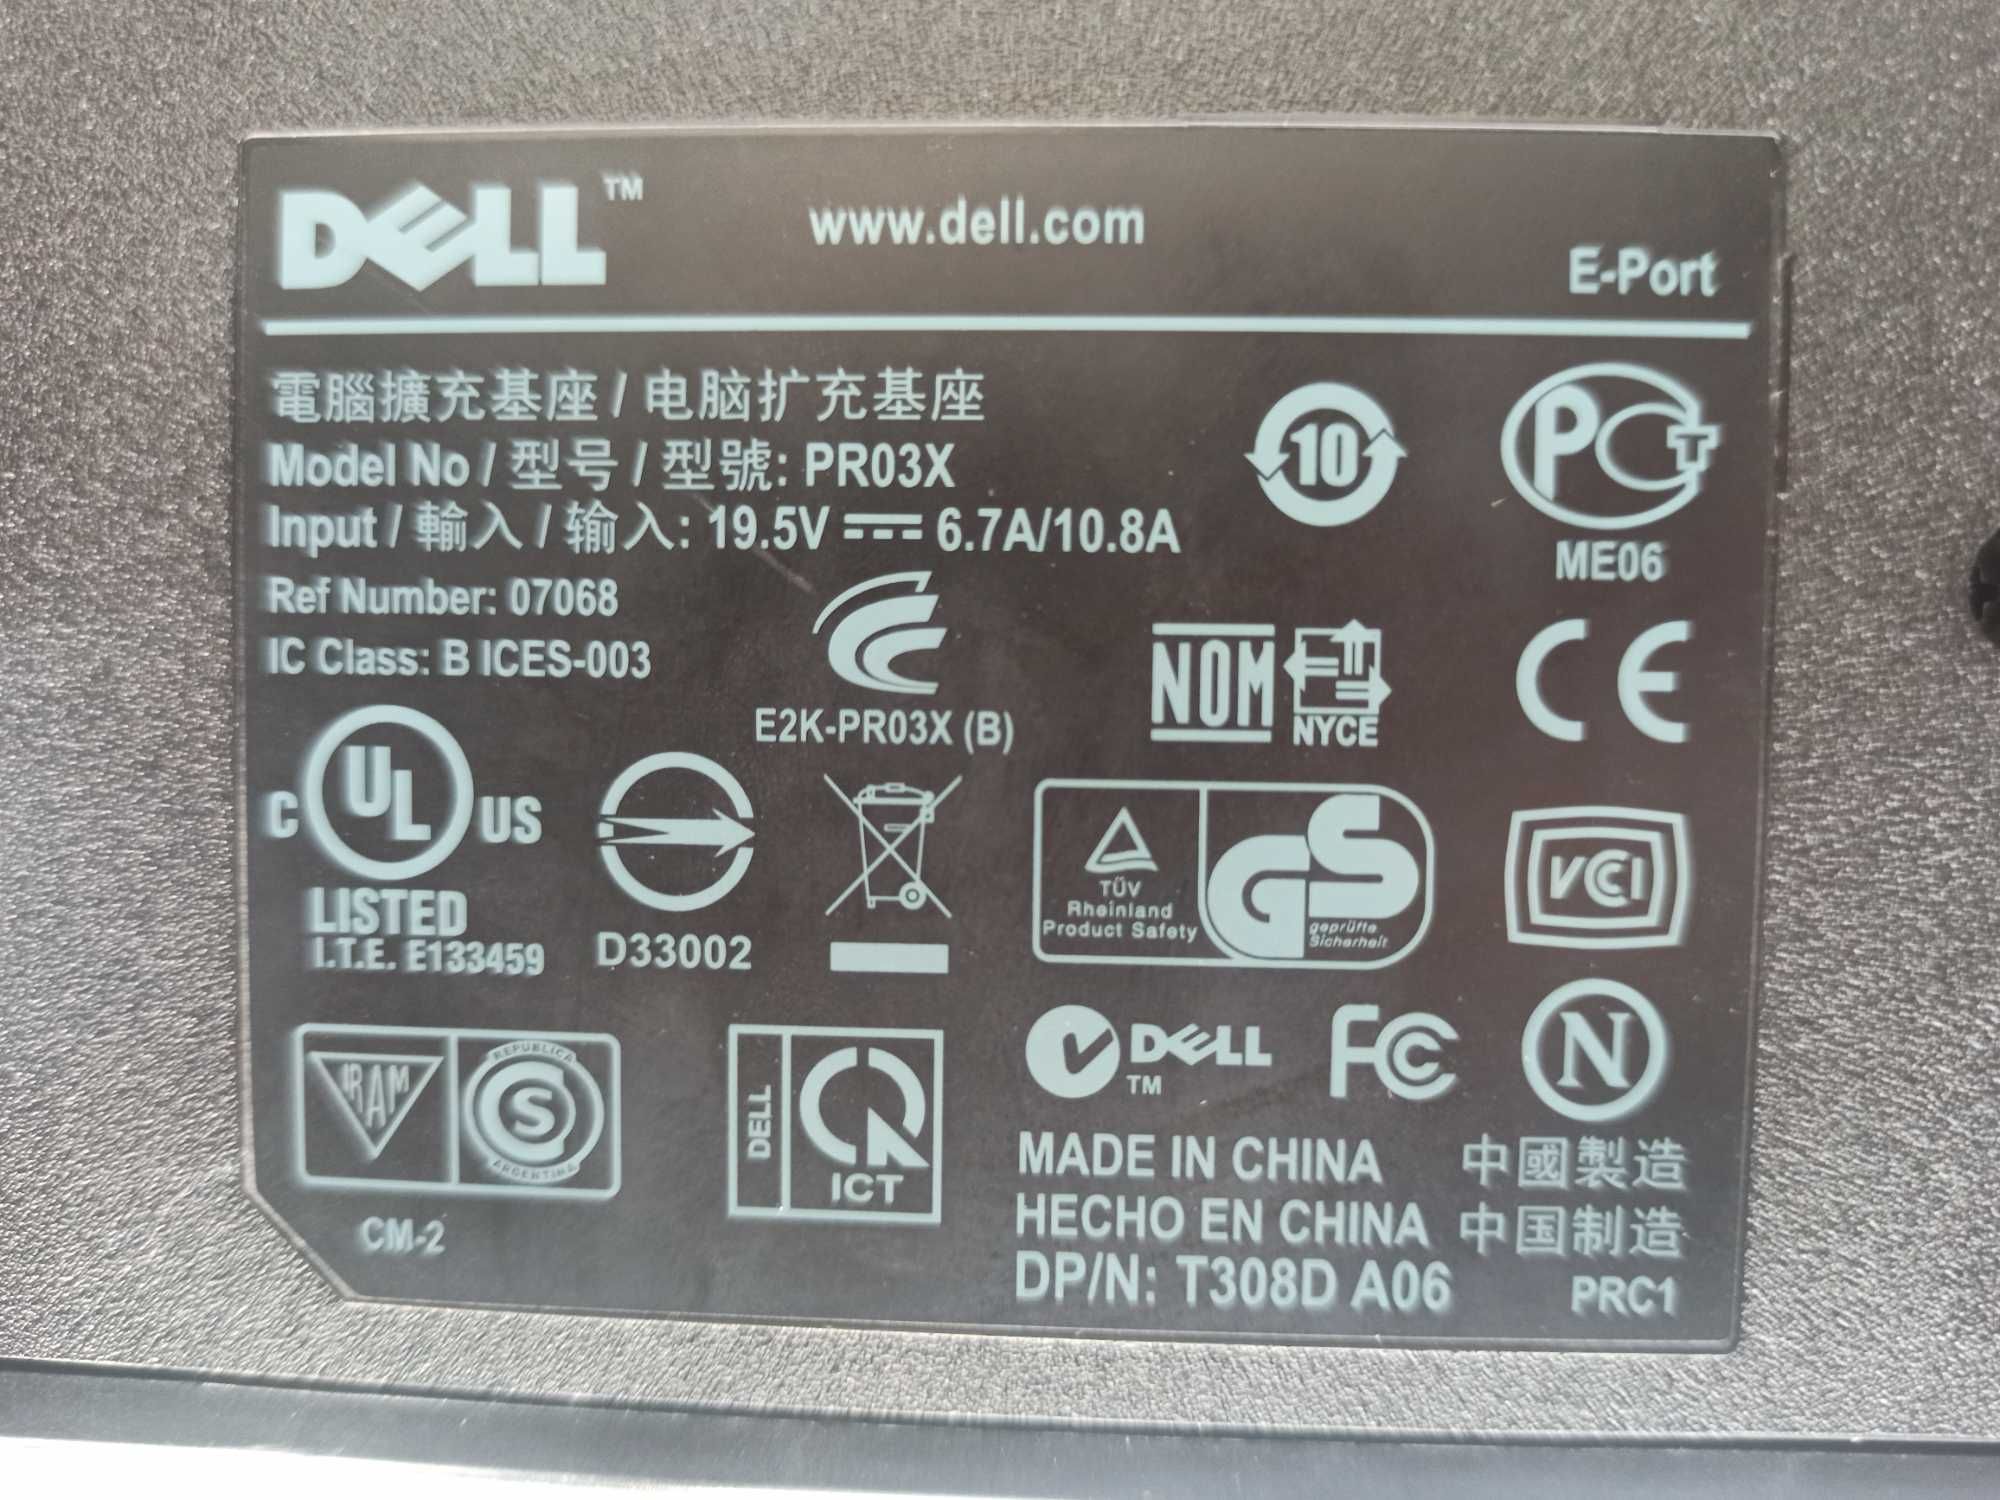 DELL™
www.dell.com
E-Port
電腦擴充基座 / 电脑扩充基座
Model No / 型号 / 型號: PR03X
Input / 輸入 / 输入: 19.5V ⎓ 6.7A/10.8A
Ref Number: 07068
IC Class: B ICES-003
10
PCT
ME06
E2K-PR03X (B)
NOM
NYCE
CE
C UL US
LISTED
I.T.E. E133459
D33002
TÜV
Rheinland
Product Safety
GS
geprüfte
Sicherheit
VCI
IRAM
REPUBLICA
S
ARGENTINA
CM-2
DELL
ICT
DELL
TM
FC
N
MADE IN CHINA 中國製造
HECHO EN CHINA 中国制造
DP/N: T308D A06 PRC1